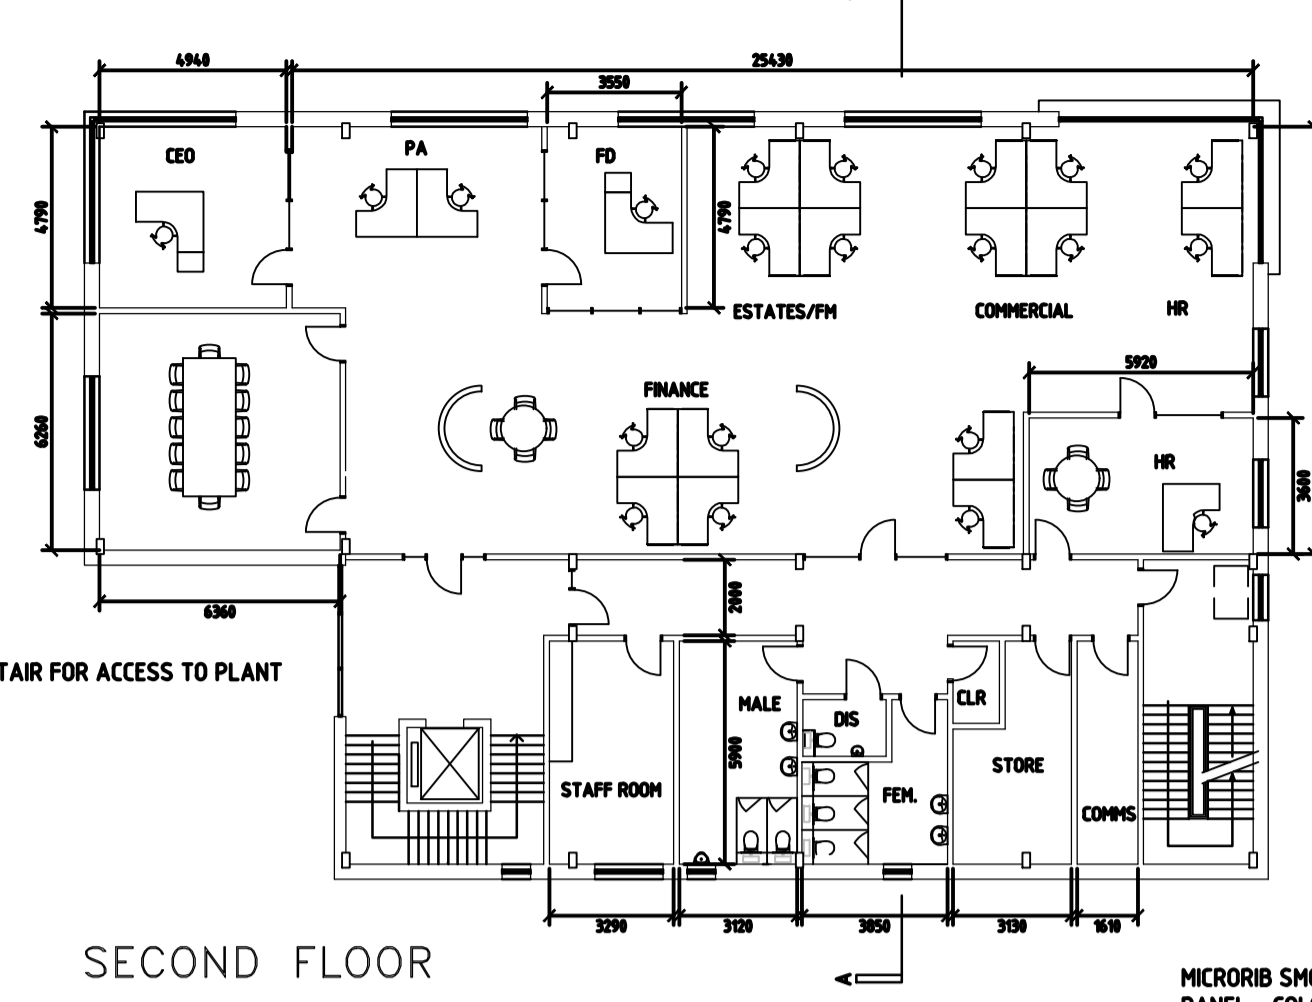 4940
25430
3550
CEO
PA
FD
4790
4790
ESTATES/FM
COMMERCIAL
HR
5920
FINANCE
6260
HR
3600
2000
6360
TAIR FOR ACCESS TO PLANT
MALE
DIS
CLR
5900
STAFF ROOM
FEM.
STORE
COMMS
3290
3120
3850
3130
1610
SECOND FLOOR
A
MICRORIB